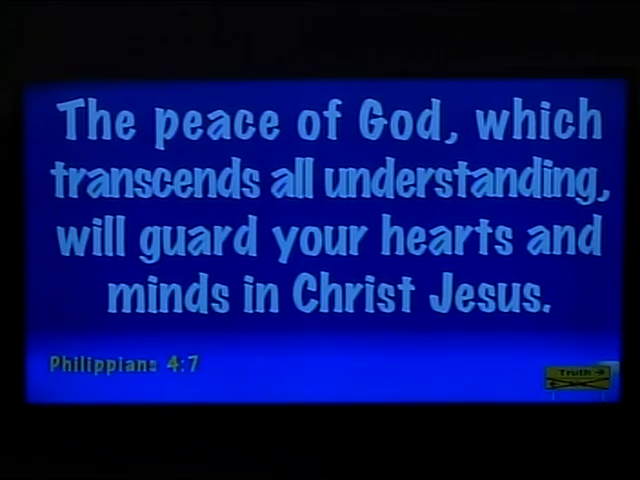 The peace of God, which
transcends all understanding,
will guard your hearts and
minds in Christ Jesus.
Philippians 4:7
Truth →